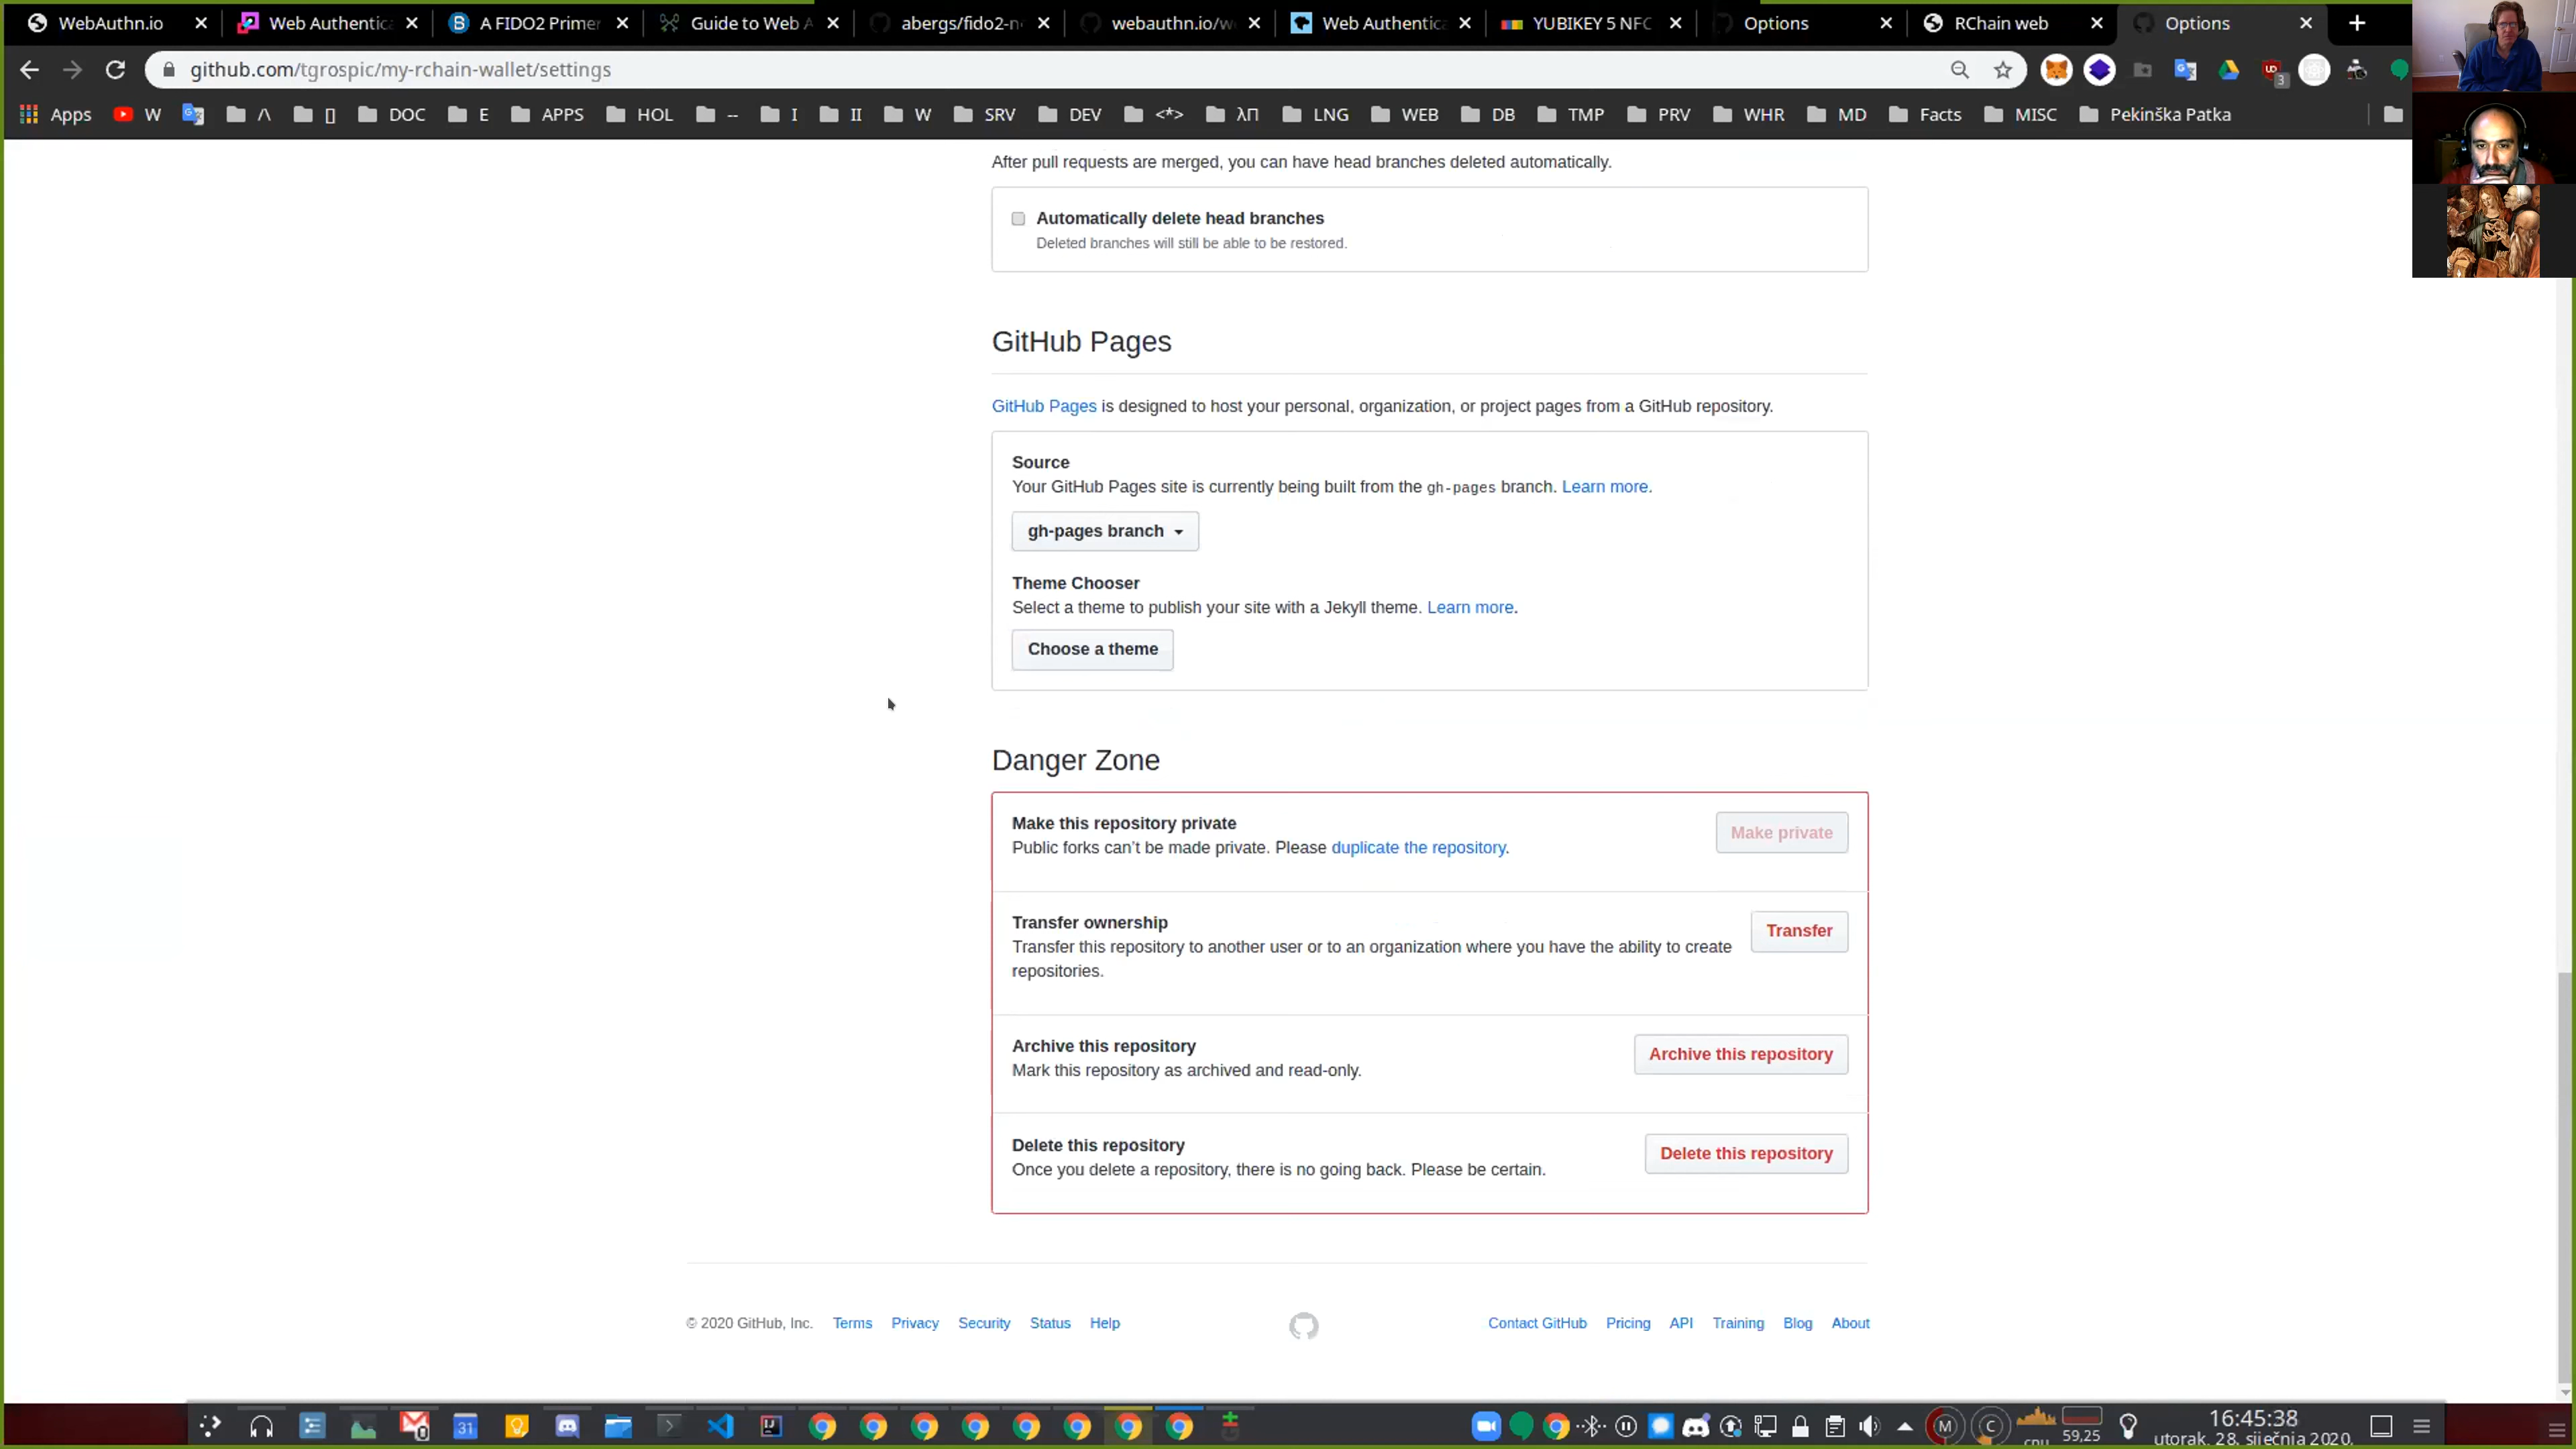 WebAuthn.io
Web Authentic
A FIDO2 Primer
Guide to Web A
abergs/fido2-n
webauthn.io/w
Web Authentica
YUBIKEY 5 NFC
Options
RChain web
Options
github.com/tgrospic/my-rchain-wallet/settings
3
Apps W /\ [] DOC E APPS HOL -- I II W SRV DEV <*> λΠ LNG WEB DB TMP PRV WHR MD Facts MISC Pekinška Patka
After pull requests are merged, you can have head branches deleted automatically.
Automatically delete head branches
Deleted branches will still be able to be restored.
GitHub Pages
GitHub Pages is designed to host your personal, organization, or project pages from a GitHub repository.
Source
Your GitHub Pages site is currently being built from the gh-pages branch. Learn more.
gh-pages branch
Theme Chooser
Select a theme to publish your site with a Jekyll theme. Learn more.
Choose a theme
Danger Zone
Make this repository private
Public forks can't be made private. Please duplicate the repository.
Make private
Transfer ownership
Transfer this repository to another user or to an organization where you have the ability to create
repositories.
Transfer
Archive this repository
Mark this repository as archived and read-only.
Archive this repository
Delete this repository
Once you delete a repository, there is no going back. Please be certain.
Delete this repository
© 2020 GitHub, Inc. Terms Privacy Security Status Help
Contact GitHub Pricing API Training Blog About
31
M C
59,25
16:45:38
utorak, 28. siječnja 2020.